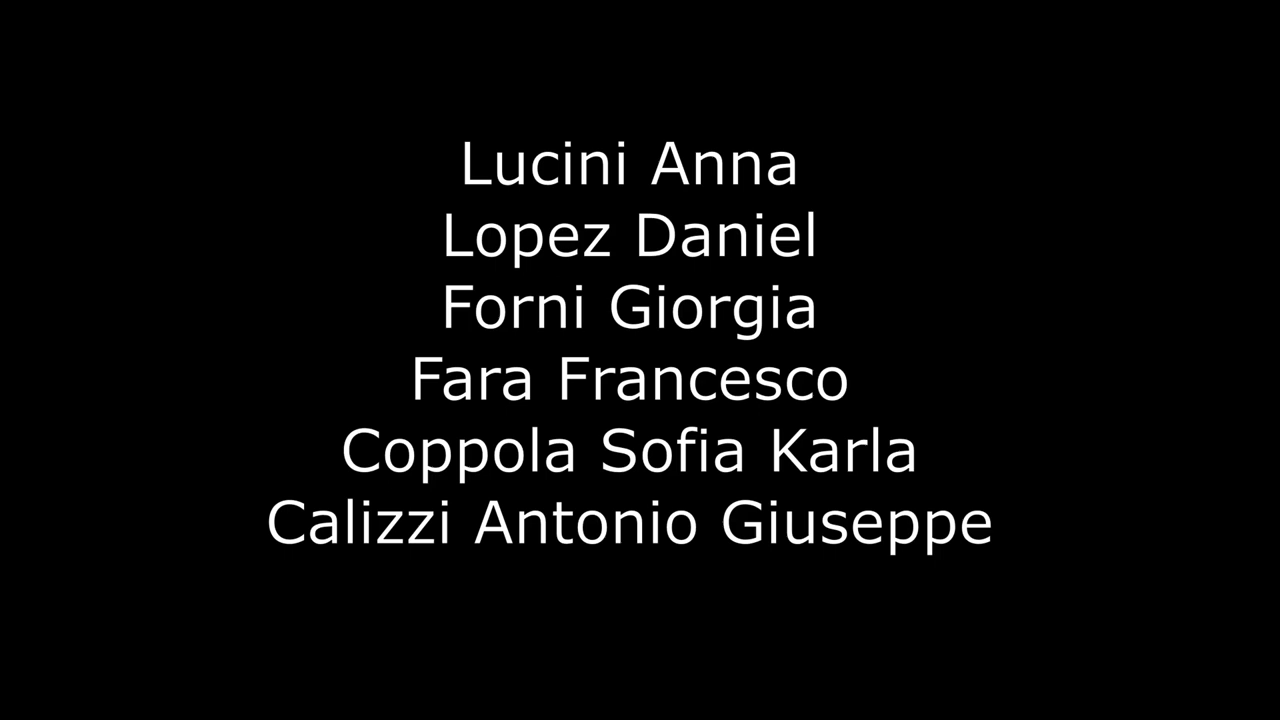 Lucini Anna
Lopez Daniel
Forni Giorgia
Fara Francesco
Coppola Sofia Karla
Calizzi Antonio Giuseppe